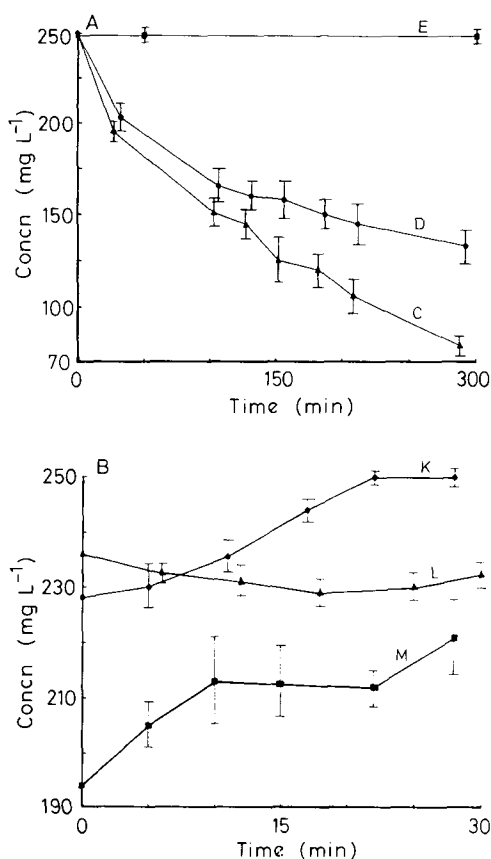 A
E
250
200
150
100
70
D
C
Concn (mg L⁻¹)
0
150
300
Time (min)
B
K
250
230
210
190
L
M
Concn (mg L⁻¹)
0
15
30
Time (min)